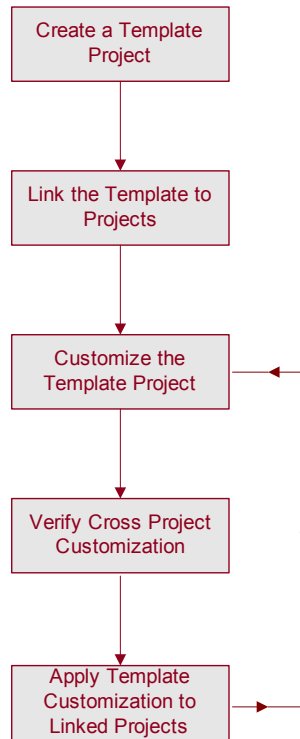 Create a Template
Project
Link the Template to
Projects
Customize the
Template Project
Verify Cross Project
Customization
Apply Template
Customization to
Linked Projects